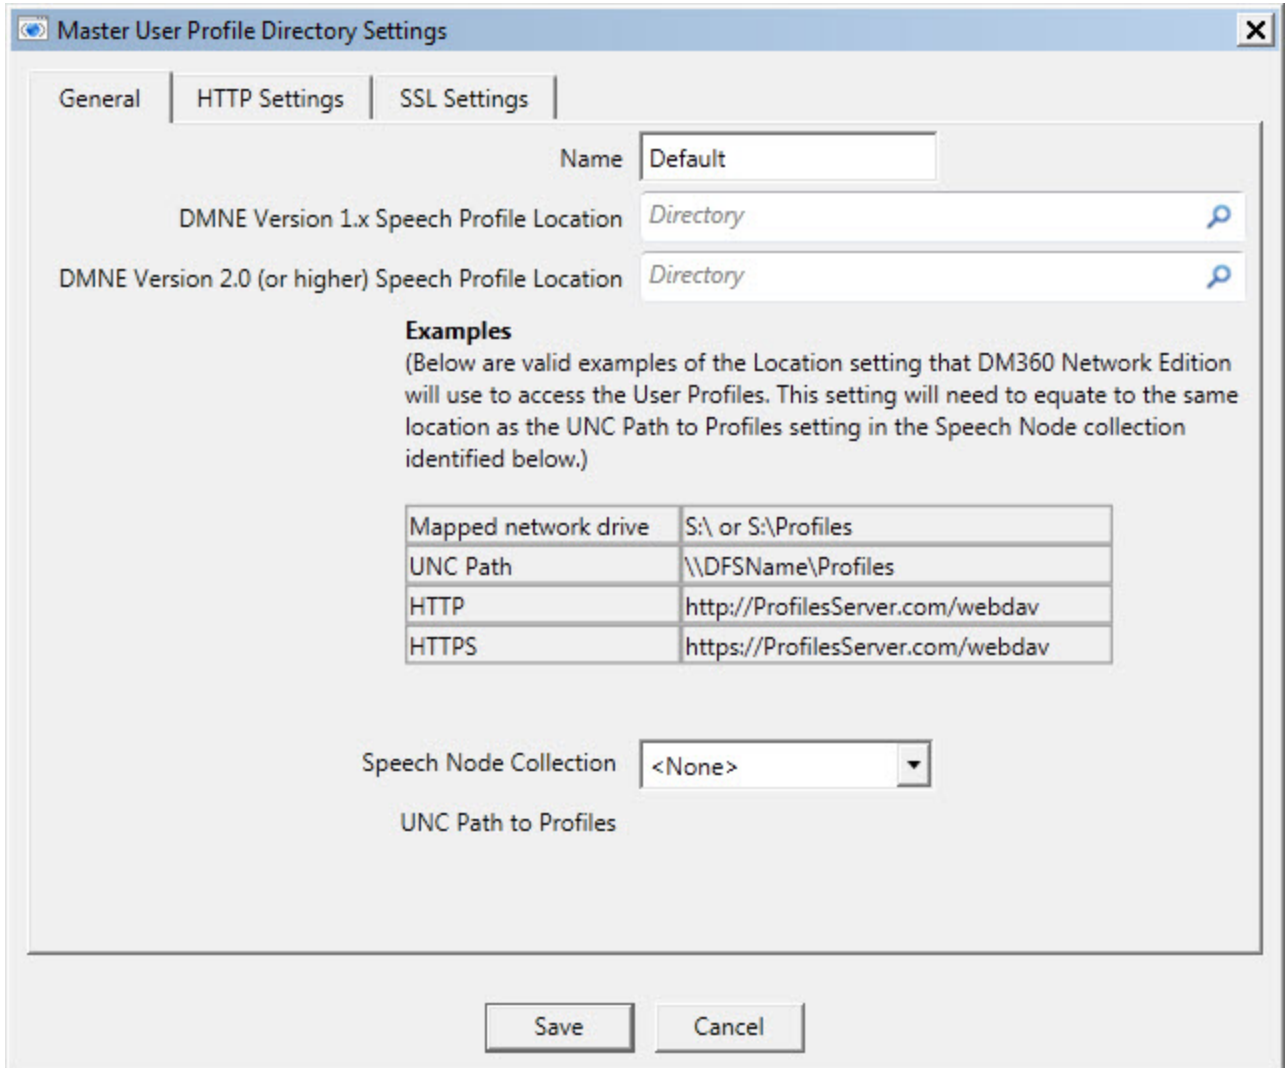 Master User Profile Directory Settings
General HTTP Settings SSL Settings
Name Default
DMNE Version 1.x Speech Profile Location Directory
DMNE Version 2.0 (or higher) Speech Profile Location Directory
Examples
(Below are valid examples of the Location setting that DM360 Network Edition
will use to access the User Profiles. This setting will need to equate to the same
location as the UNC Path to Profiles setting in the Speech Node collection
identified below.)
Mapped network drive S:\ or S:\Profiles
UNC Path \\DFSName\Profiles
HTTP http://ProfilesServer.com/webdav
HTTPS https://ProfilesServer.com/webdav
Speech Node Collection <None>
UNC Path to Profiles
Save Cancel